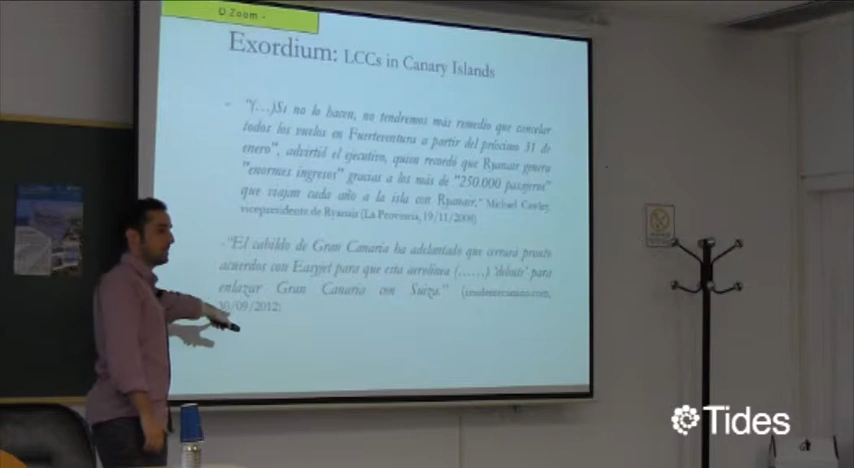 D Zoom -
Exordium: LCCs in Canary Islands
- "(…)Si no lo hacen, no tendremos más remedio que cancelar
todos los vuelos en Fuerteventura a partir del próximo 31 de
enero", advirtió el ejecutivo, quien recordó que Ryanair genera
"enormes ingresos" gracias a los más de "250.000 pasajeros"
que viajan cada año a la isla con Ryanair." Michael Cawley,
vicepresidente de Ryanair (La Provincia, 19/11/2008)
-"El cabildo de Gran Canaria ha adelantado que cerrará pronto
acuerdos con Easyjet para que esta aerolínea (……) 'debute' para
enlazar Gran Canaria con Suiza." (
10/09/2012)
Tides